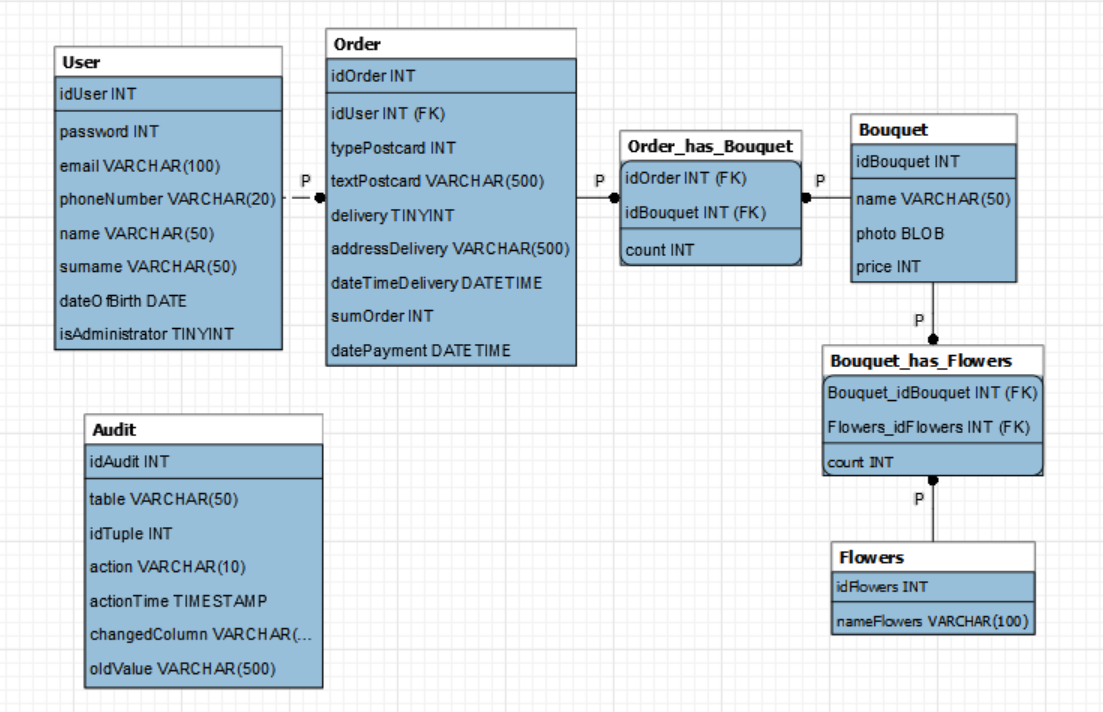 User
idUser INT
password INT
email VARCHAR(100)
phoneNumber VARCHAR(20)
name VARCHAR(50)
surname VARCHAR(50)
dateOfBirth DATE
isAdministrator TINYINT
P
Order
idOrder INT
idUser INT (FK)
typePostcard INT
textPostcard VARCHAR(500)
delivery TINYINT
addressDelivery VARCHAR(500)
dateTimeDelivery DATETIME
sumOrder INT
datePayment DATETIME
P
Order_has_Bouquet
idOrder INT (FK)
idBouquet INT (FK)
count INT
P
Bouquet
idBouquet INT
name VARCHAR(50)
photo BLOB
price INT
P
Bouquet_has_Flowers
Bouquet_idBouquet INT (FK)
Flowers_idFlowers INT (FK)
count INT
P
Flowers
idFlowers INT
nameFlowers VARCHAR(100)
Audit
idAudit INT
table VARCHAR(50)
idTuple INT
action VARCHAR(10)
actionTime TIMESTAMP
changedColumn VARCHAR(...
oldValue VARCHAR(500)